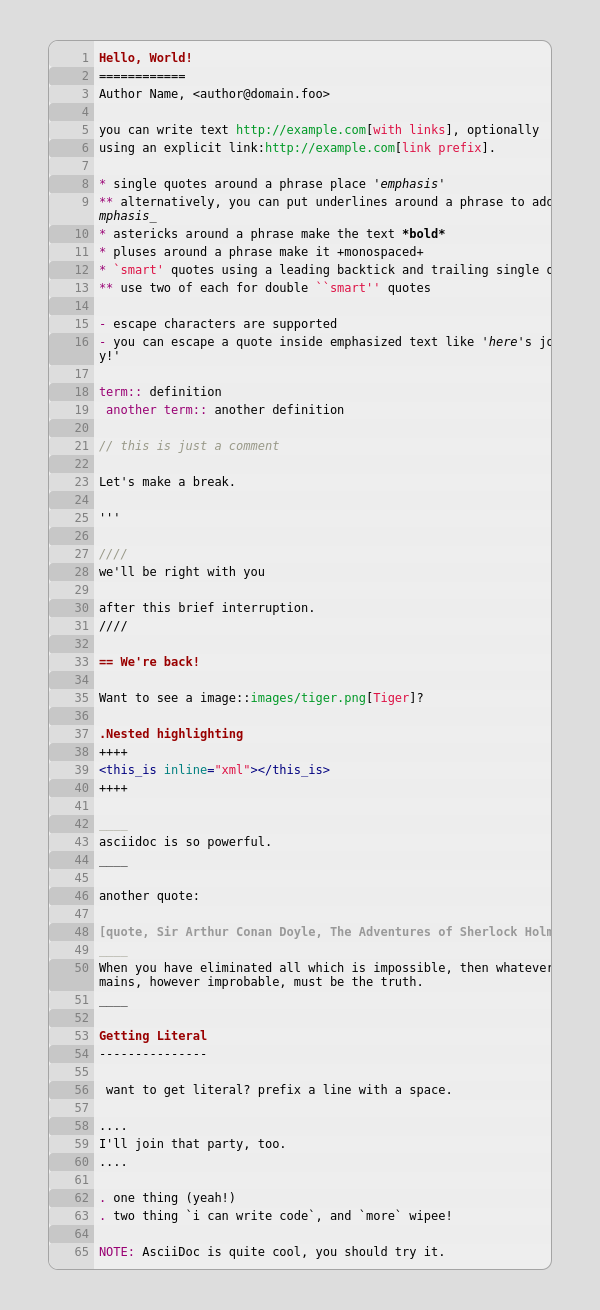 1 Hello, World!
2 ============
3 Author Name, <author@domain.foo>
4
5 you can write text http://example.com[with links], optionally
6 using an explicit link:http://example.com[link prefix].
7
8 * single quotes around a phrase place 'emphasis'
9 ** alternatively, you can put underlines around a phrase to add
mphasis_
10 * astericks around a phrase make the text *bold*
11 * pluses around a phrase make it +monospaced+
12 * `smart' quotes using a leading backtick and trailing single
13 ** use two of each for double ``smart'' quotes
14
15 - escape characters are supported
16 - you can escape a quote inside emphasized text like 'here's jo
y!'
17
18 term:: definition
19  another term:: another definition
20
21 // this is just a comment
22
23 Let's make a break.
24
25 '''
26
27 ////
28 we'll be right with you
29
30 after this brief interruption.
31 ////
32
33 == We're back!
34
35 Want to see a image::images/tiger.png[Tiger]?
36
37 .Nested highlighting
38 ++++
39 <this_is inline="xml"></this_is>
40 ++++
41
42 ____
43 asciidoc is so powerful.
44 ____
45
46 another quote:
47
48 [quote, Sir Arthur Conan Doyle, The Adventures of Sherlock Holm
49 ____
50 When you have eliminated all which is impossible, then whatever
mains, however improbable, must be the truth.
51 ____
52
53 Getting Literal
54 ---------------
55
56  want to get literal? prefix a line with a space.
57
58 ....
59 I'll join that party, too.
60 ....
61
62 . one thing (yeah!)
63 . two thing `i can write code`, and `more` wipee!
64
65 NOTE: AsciiDoc is quite cool, you should try it.